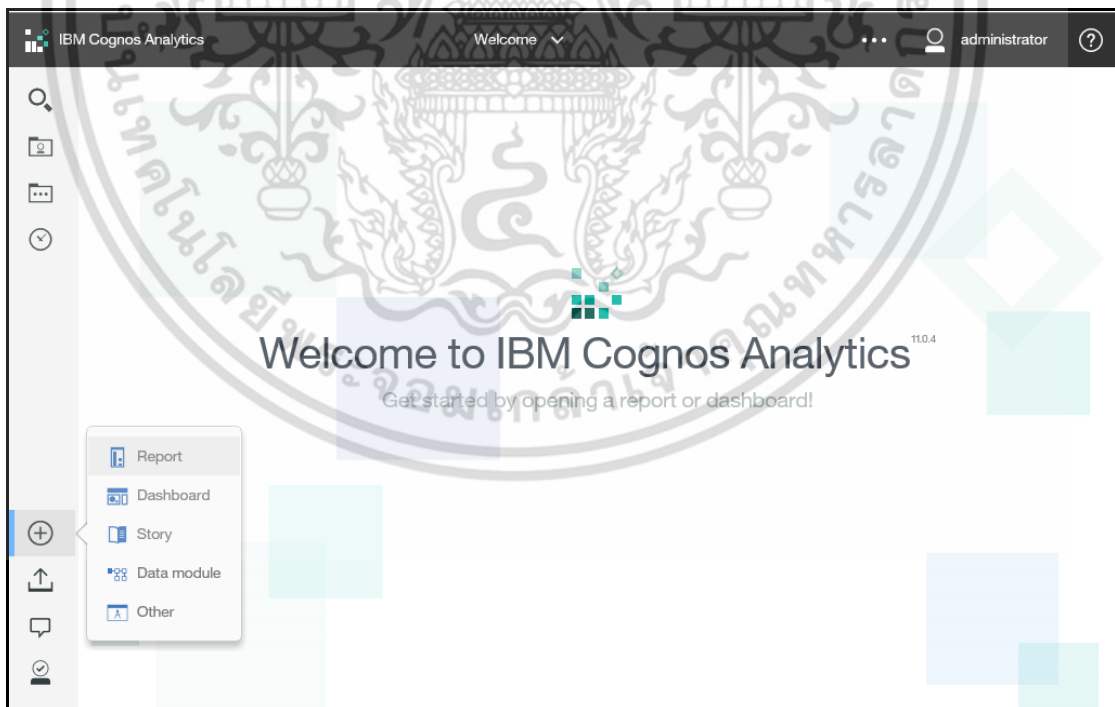 IBM Cognos Analytics
Welcome
administrator
?
Welcome to IBM Cognos Analytics 11.0.4
Get started by opening a report or dashboard!
Report
Dashboard
Story
Data module
Other